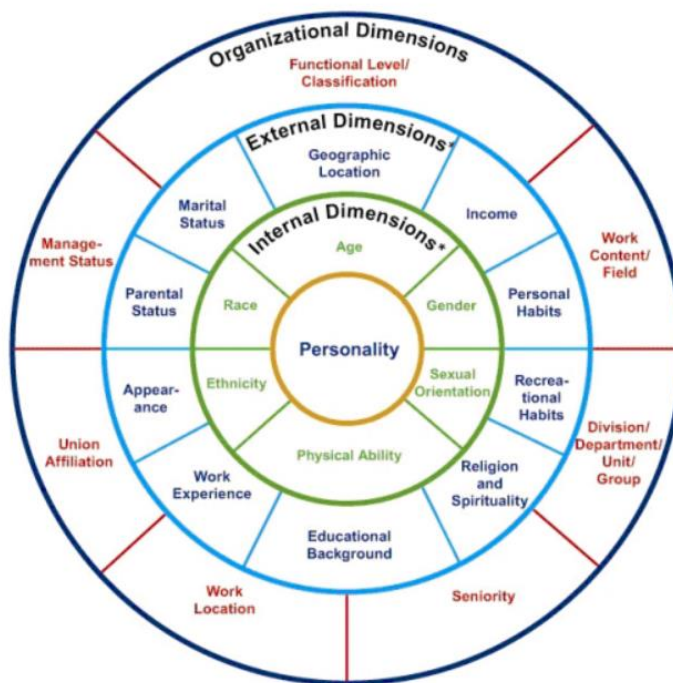 Organizational Dimensions
Functional Level/
Classification
External Dimensions*
Geographic
Location
Marital
Status
Income
Internal Dimensions*
Age
Manage-
ment Status
Work
Content/
Field
Parental
Status
Race
Gender
Personal
Habits
Personality
Appear-
ance
Ethnicity
Sexual
Orientation
Recrea-
tional
Habits
Union
Affiliation
Division/
Department/
Unit/
Group
Physical Ability
Work
Experience
Religion
and
Spirituality
Educational
Background
Work
Location
Seniority